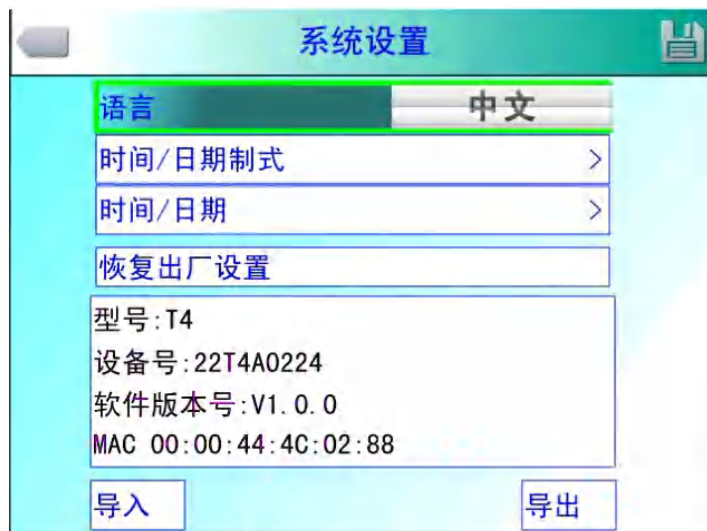 系统设置
语言 中文
时间/日期制式 >
时间/日期 >
恢复出厂设置
型号:T4
设备号:22T4A0224
软件版本号:V1.0.0
MAC 00:00:44:4C:02:88
导入 导出